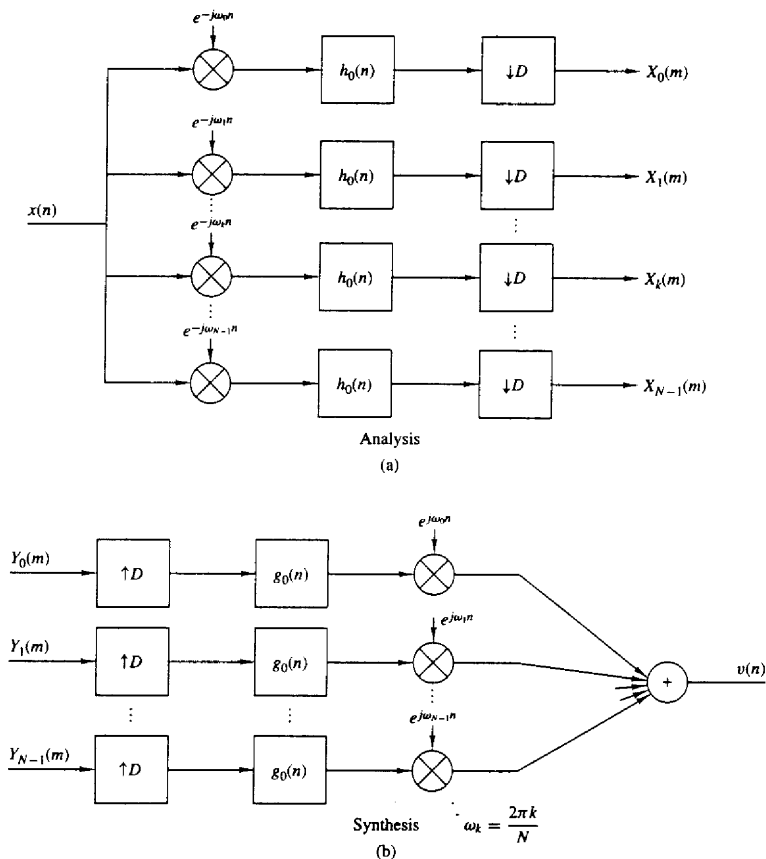 e^{-jω_0 n}
h_0(n)
↓D
X_0(m)
e^{-jω_1 n}
h_0(n)
↓D
X_1(m)
x(n)
e^{-jω_k n}
h_0(n)
↓D
X_k(m)
e^{-jω_{N-1} n}
h_0(n)
↓D
X_{N-1}(m)
Analysis
(a)
e^{jω_0 n}
Y_0(m)
↑D
g_0(n)
e^{jω_1 n}
Y_1(m)
↑D
g_0(n)
+
v(n)
e^{jω_{N-1} n}
Y_{N-1}(m)
↑D
g_0(n)
Synthesis
ω_k = 2πk/N
(b)